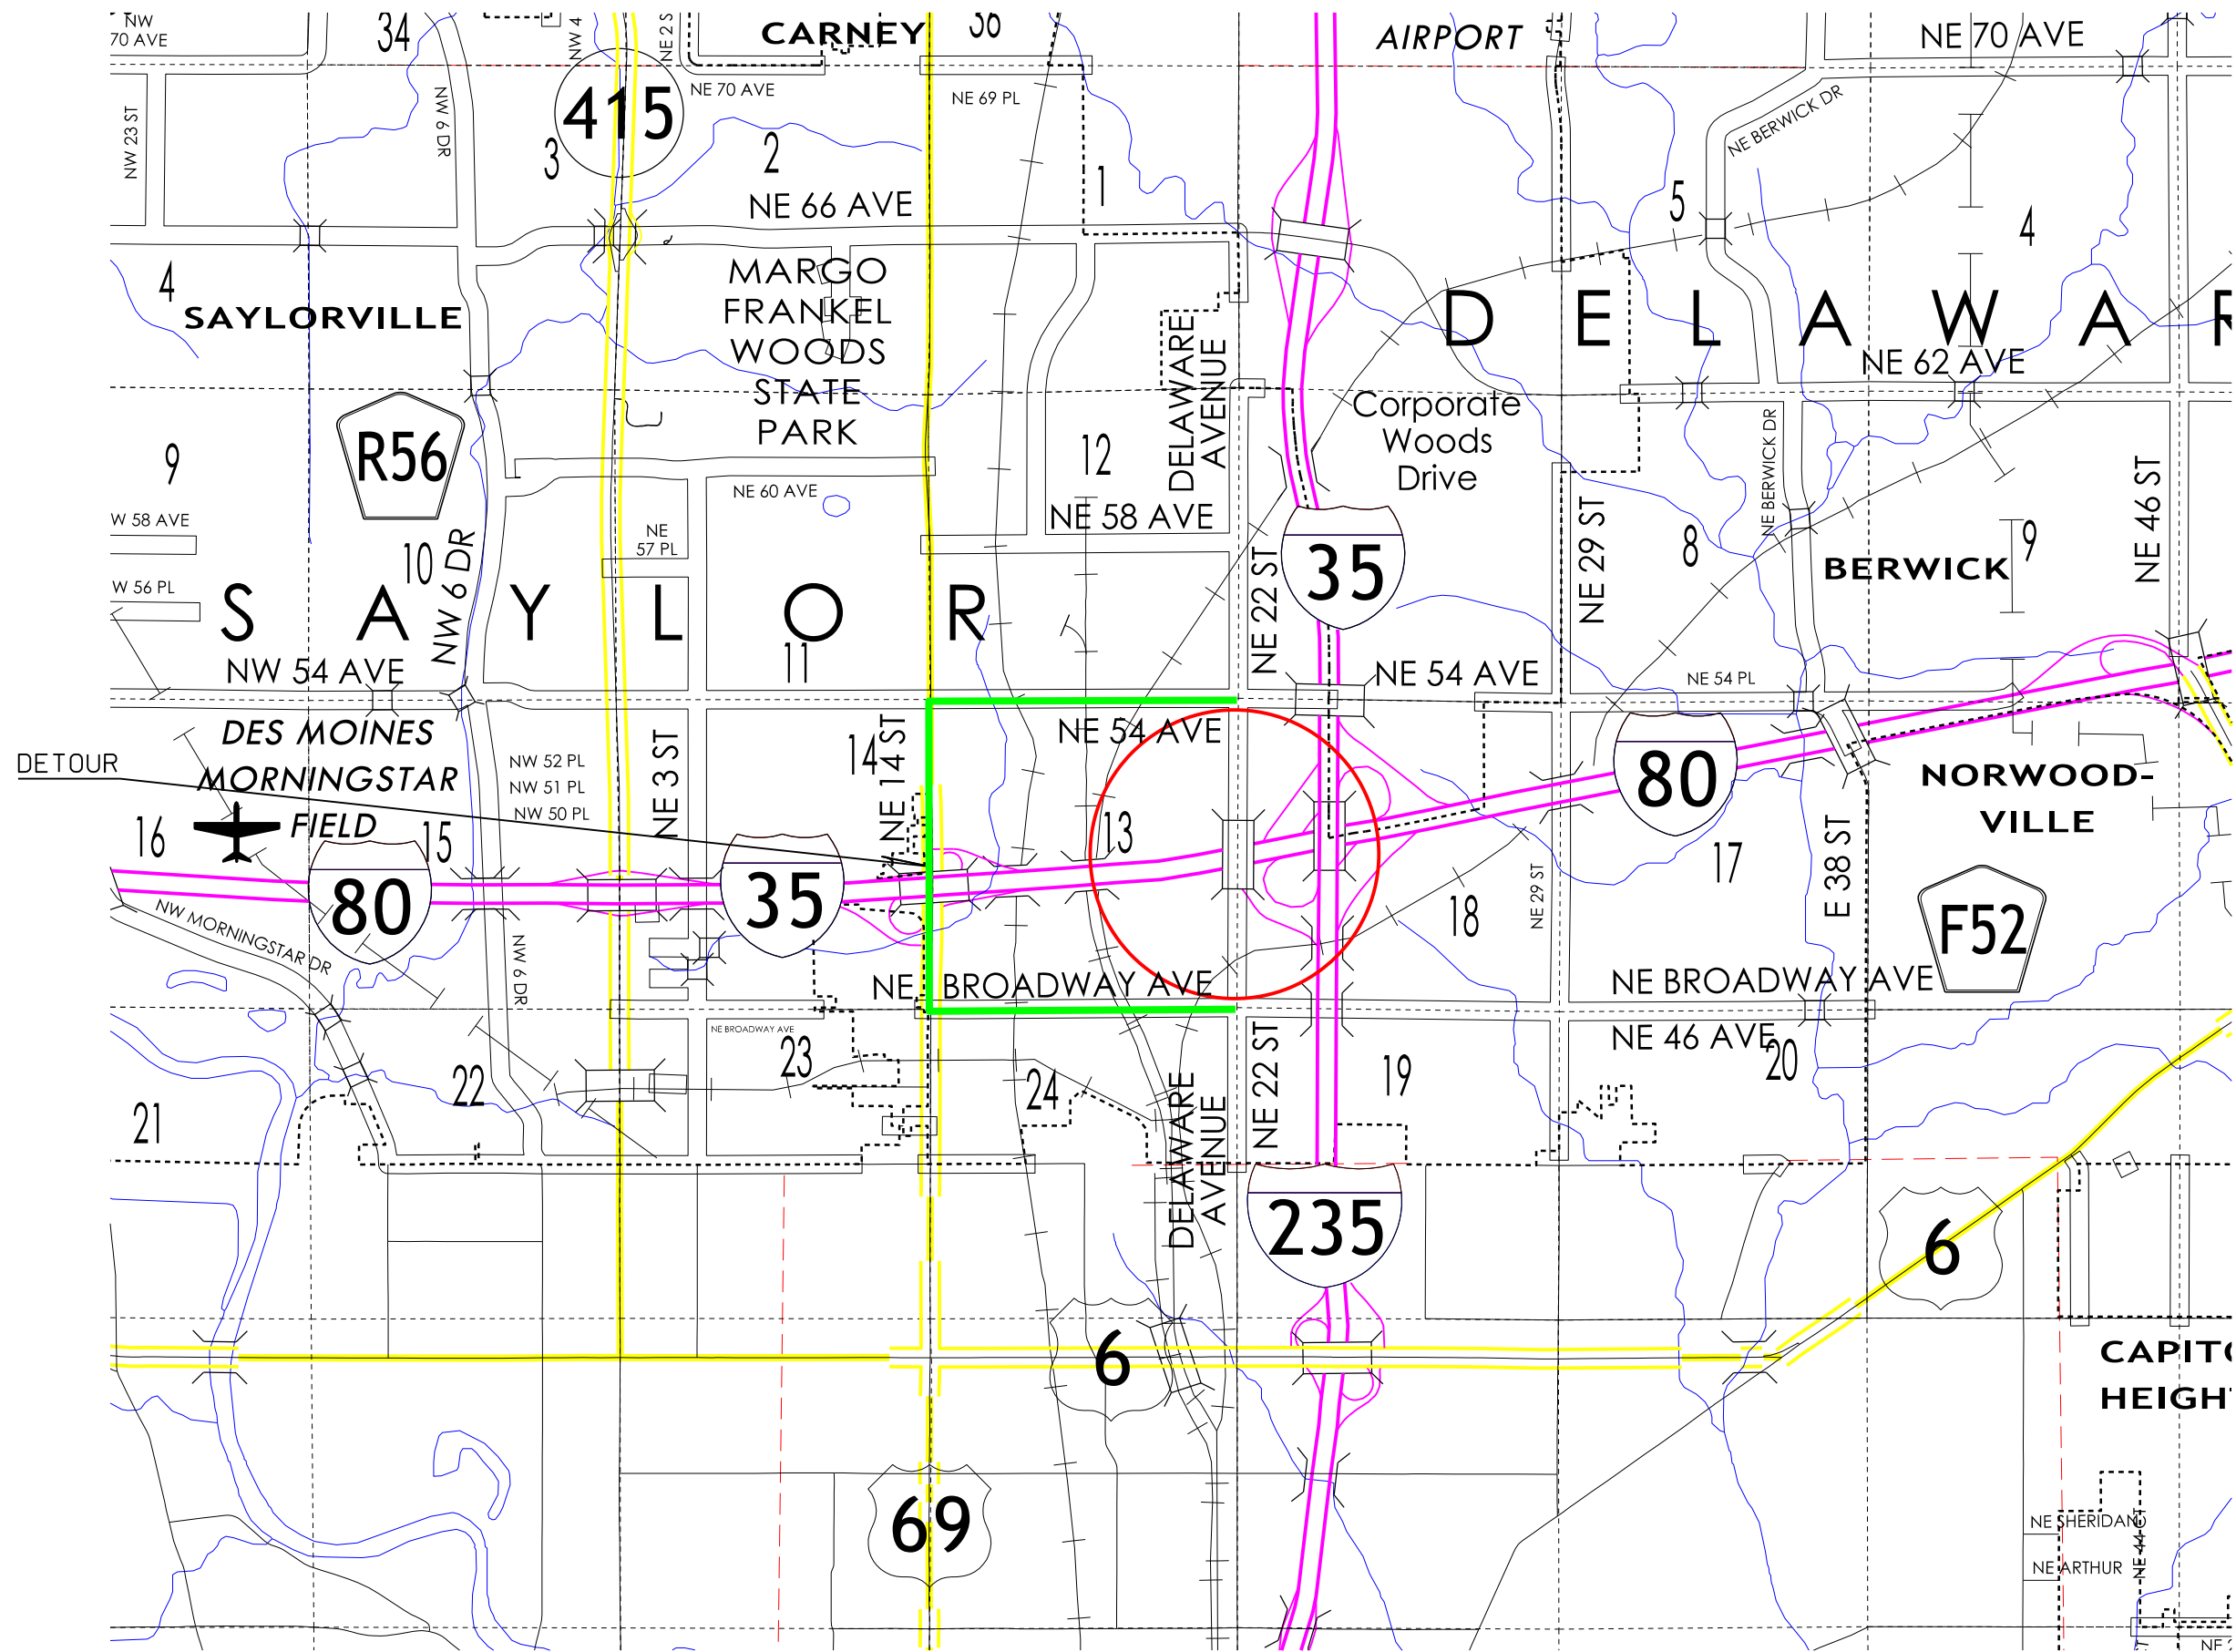 NW
70 AVE
34
NW 4
NE 2 S
CARNEY
36
AIRPORT
NE 70 AVE
NW 23 ST
NW 6 DR
415
NE 70 AVE
NE 69 PL
NE BERWICK DR
3
2
1
5
4
NE 66 AVE
4
SAYLORVILLE
MARGO
FRANKEL
WOODS
STATE
PARK
DELAWARE
AVENUE
D E L A W A R
NE 62 AVE
Corporate
Woods
Drive
R56
9
12
NE 60 AVE
NE 58 AVE
NE BERWICK DR
NE 46 ST
W 58 AVE
10
NW 6 DR
NE
57 PL
35
NE 22 ST
NE 29 ST
8
BERWICK
9
W 56 PL
S A Y L O R
11
NW 54 AVE
NE 54 AVE
NE 54 PL
DES MOINES
MORNINGSTAR
FIELD
DETOUR
NW 52 PL
NW 51 PL
NW 50 PL
NE 3 ST
14
NE 14 ST
NE 54 AVE
80
NORWOOD-
VILLE
16
15
13
17
E 38 ST
80
35
NE 29 ST
18
F52
NW MORNINGSTAR DR
NW 6 DR
NE BROADWAY AVE
NE BROADWAY AVE
NE BROADWAY AVE
NE 46 AVE
21
22
23
24
DELAWARE
AVENUE
NE 22 ST
19
20
235
6
6
CAPITO
HEIGH
69
NE SHERIDAN
NE ARTHUR
NE 44 CT
NE